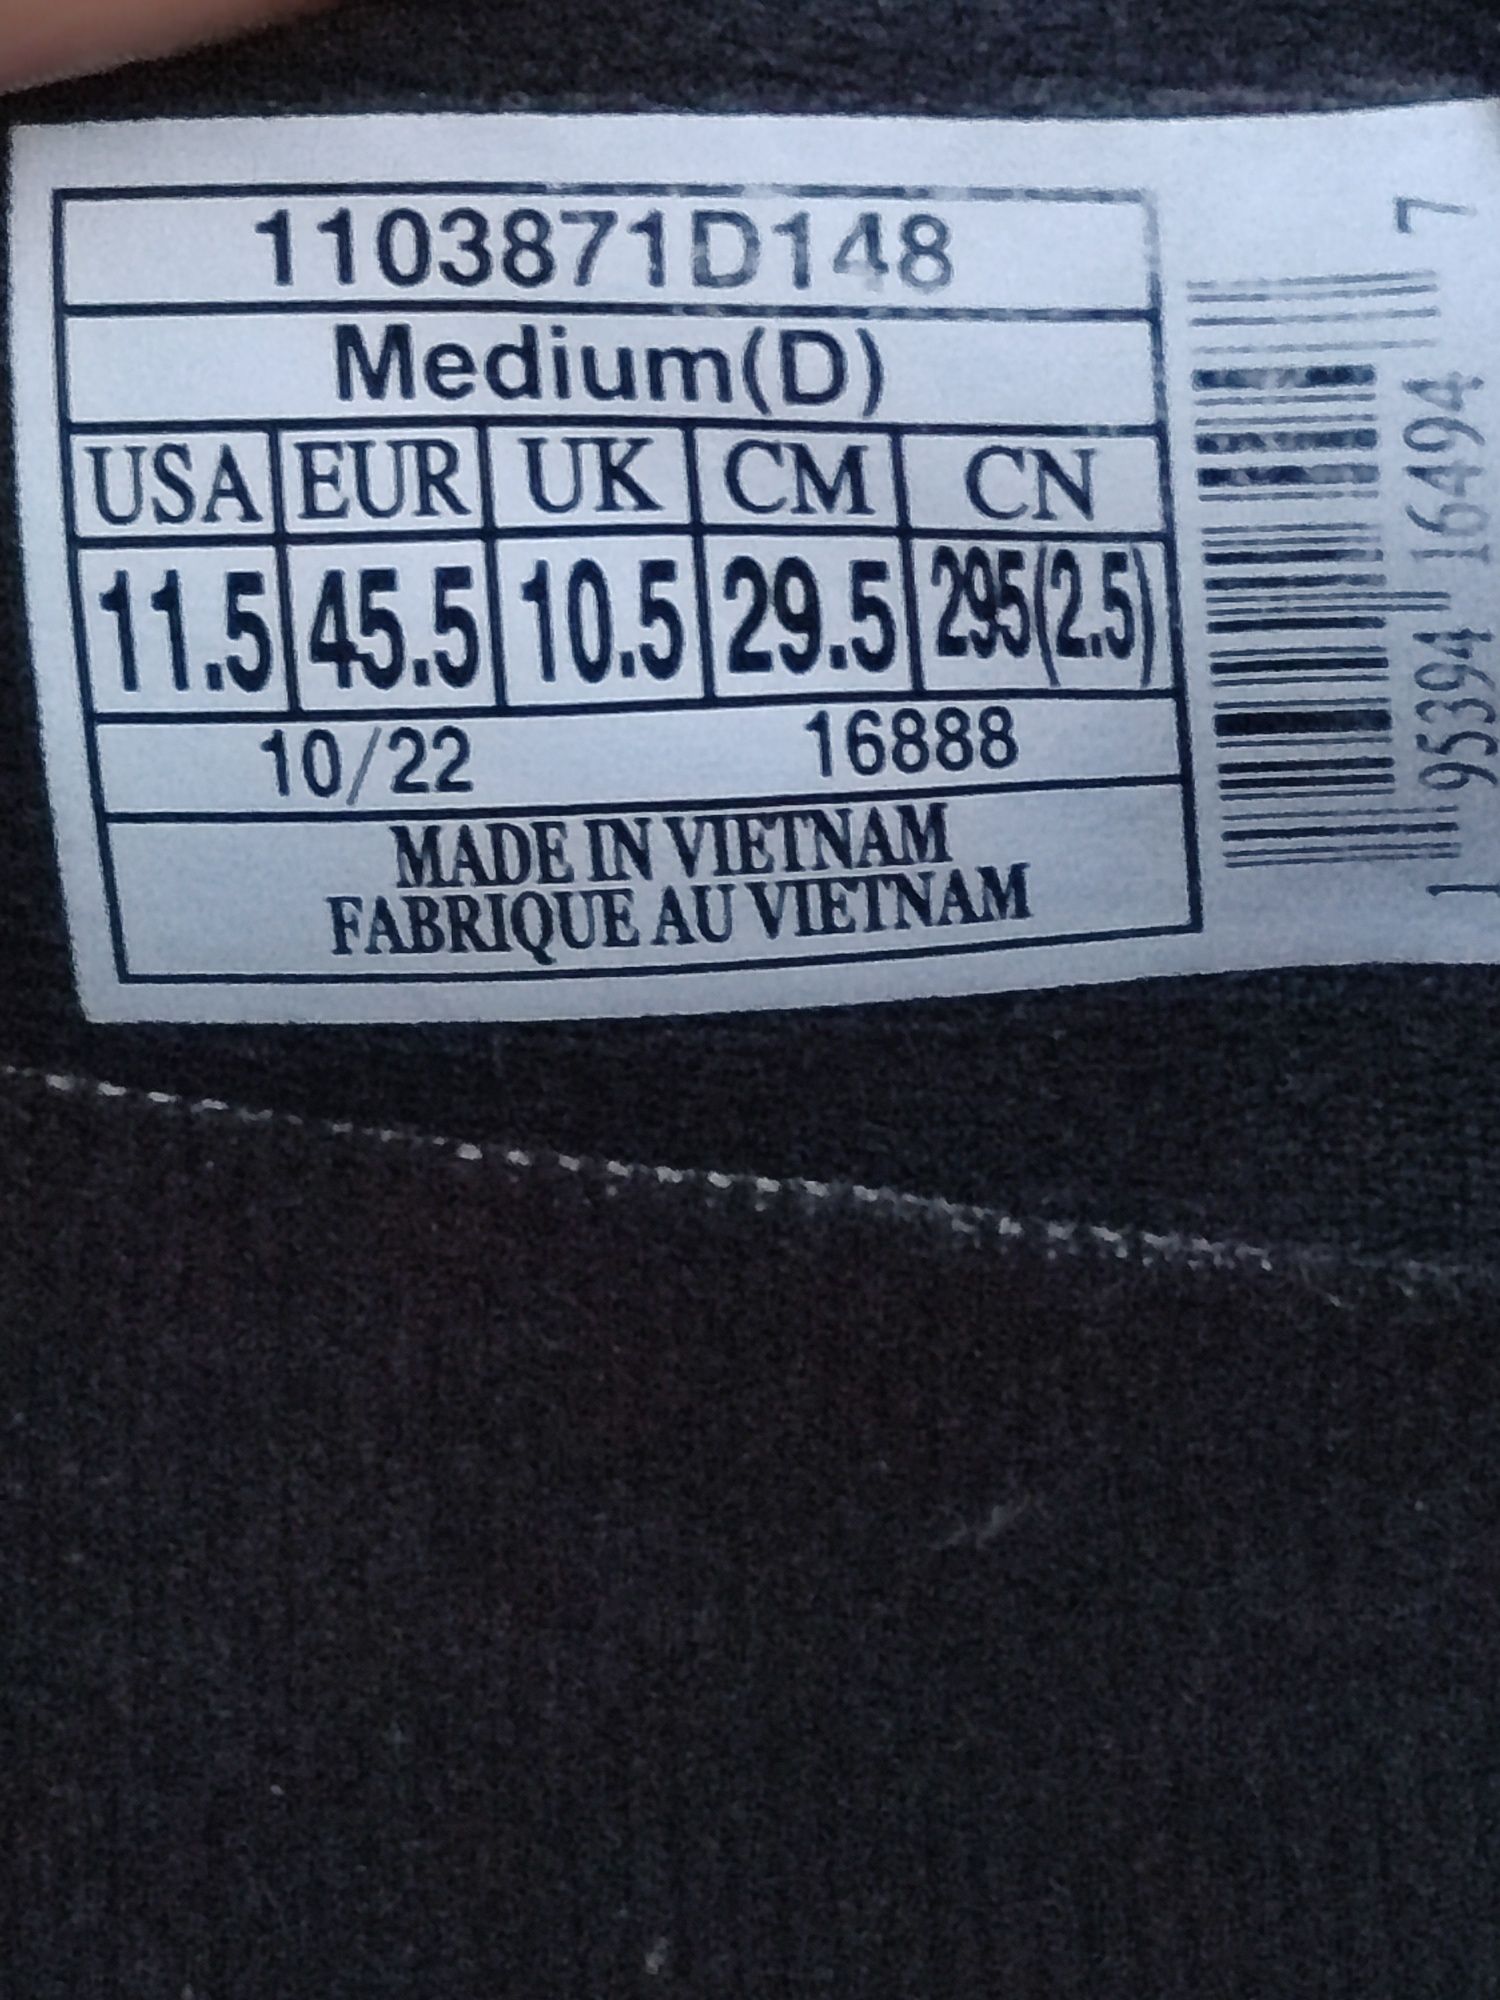 1103871D148
Medium(D)
USA EUR UK CM CN
11.5 45.5 10.5 29.5 295(2.5)
10/22 16888
MADE IN VIETNAM
FABRIQUE AU VIETNAM
1 95394 16494 7